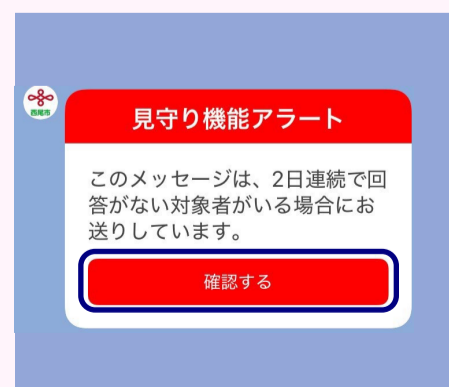 西尾市
見守り機能アラート
このメッセージは、2日連続で回
答がない対象者がいる場合にお
送りしています。
確認する